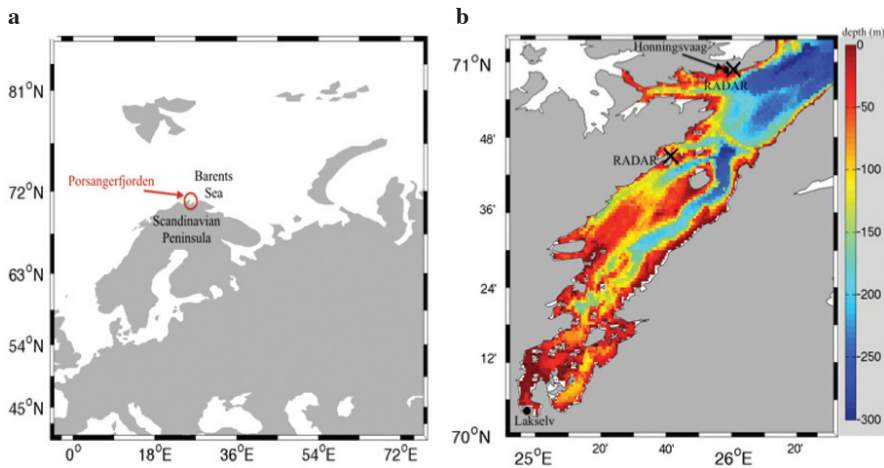 a
81°N
72°N
63°N
54°N
45°N
0°
18°E
36°E
54°E
72°E
Porsangerfjorden
Barents
Sea
Scandinavian
Peninsula
b
71°N
48'
36'
24'
12'
70°N
25°E
20'
40'
26°E
20'
Honningsvaag
RADAR
RADAR
Lakselv
depth (m)
0
-50
-100
-150
-200
-250
-300